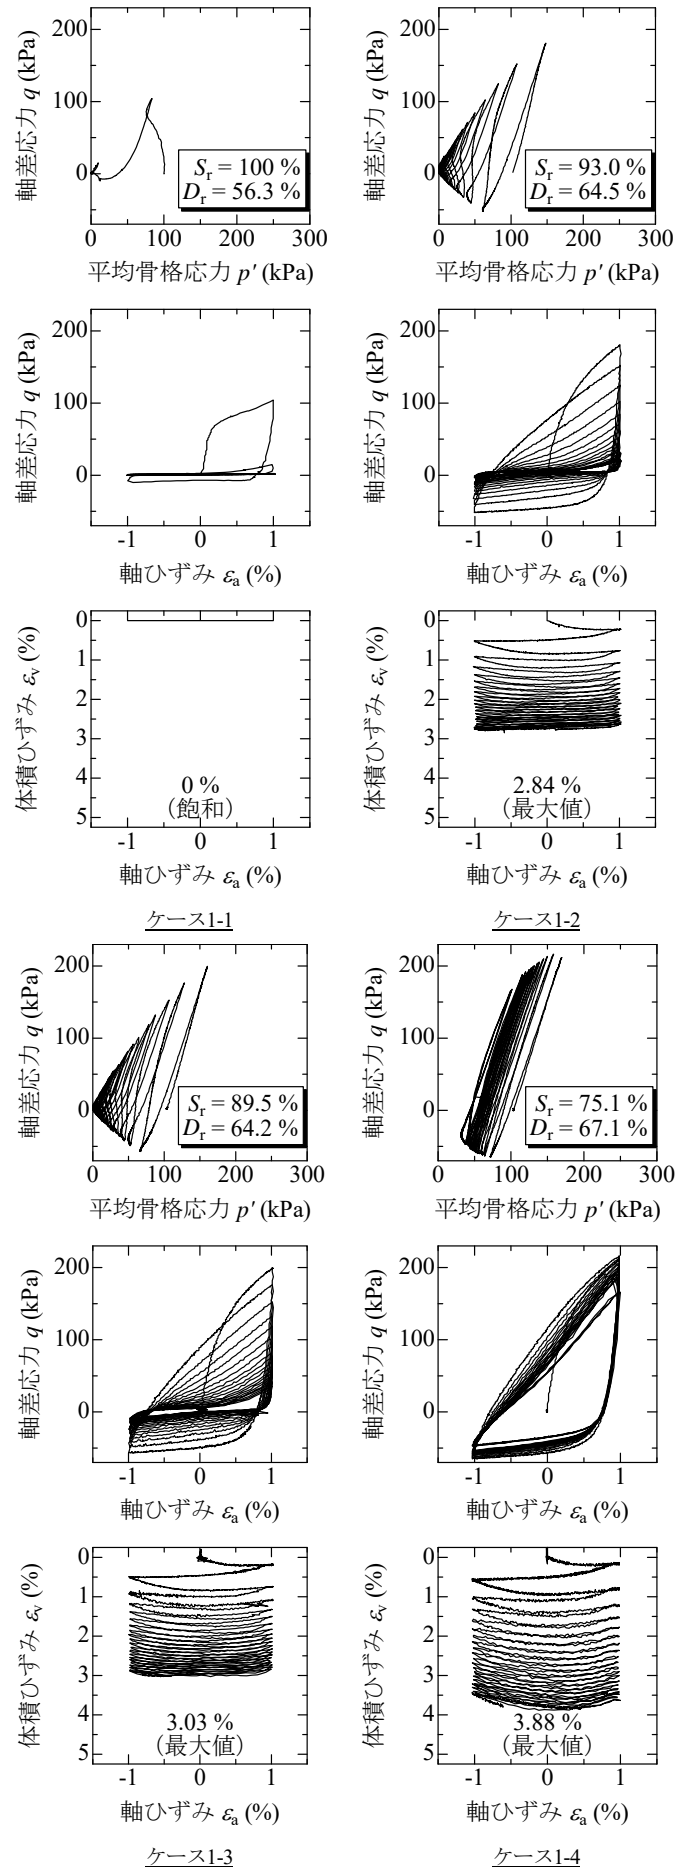 軸差応力 q (kPa)
200
100
0
0 100 200 300
平均骨格応力 p' (kPa)
Sr = 100 %
Dr = 56.3 %
軸差応力 q (kPa)
200
100
0
0 100 200 300
平均骨格応力 p' (kPa)
Sr = 93.0 %
Dr = 64.5 %
軸差応力 q (kPa)
200
100
0
-1 0 1
軸ひずみ εa (%)
軸差応力 q (kPa)
200
100
0
-1 0 1
軸ひずみ εa (%)
体積ひずみ εv (%)
0
1
2
3
4
5
0 %
（飽和）
-1 0 1
軸ひずみ εa (%)
体積ひずみ εv (%)
0
1
2
3
4
5
2.84 %
（最大値）
-1 0 1
軸ひずみ εa (%)
ケース1-1
ケース1-2
軸差応力 q (kPa)
200
100
0
0 100 200 300
平均骨格応力 p' (kPa)
Sr = 89.5 %
Dr = 64.2 %
軸差応力 q (kPa)
200
100
0
0 100 200 300
平均骨格応力 p' (kPa)
Sr = 75.1 %
Dr = 67.1 %
軸差応力 q (kPa)
200
100
0
-1 0 1
軸ひずみ εa (%)
軸差応力 q (kPa)
200
100
0
-1 0 1
軸ひずみ εa (%)
体積ひずみ εv (%)
0
1
2
3
4
5
3.03 %
（最大値）
-1 0 1
軸ひずみ εa (%)
体積ひずみ εv (%)
0
1
2
3
4
5
3.88 %
（最大値）
-1 0 1
軸ひずみ εa (%)
ケース1-3
ケース1-4